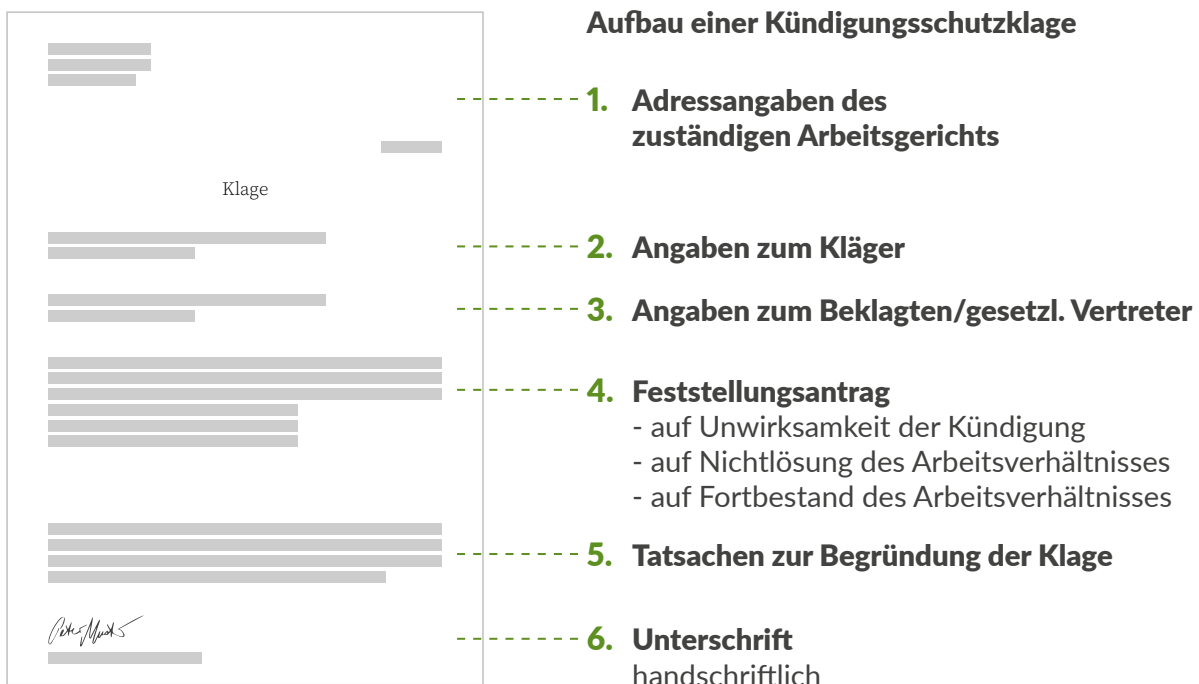 Aufbau einer Kündigungsschutzklage
1. Adressangaben des
zuständigen Arbeitsgerichts
Klage
2. Angaben zum Kläger
3. Angaben zum Beklagten/gesetzl. Vertreter
4. Feststellungsantrag
- auf Unwirksamkeit der Kündigung
- auf Nichtlösung des Arbeitsverhältnisses
- auf Fortbestand des Arbeitsverhältnisses
5. Tatsachen zur Begründung der Klage
6. Unterschrift
handschriftlich